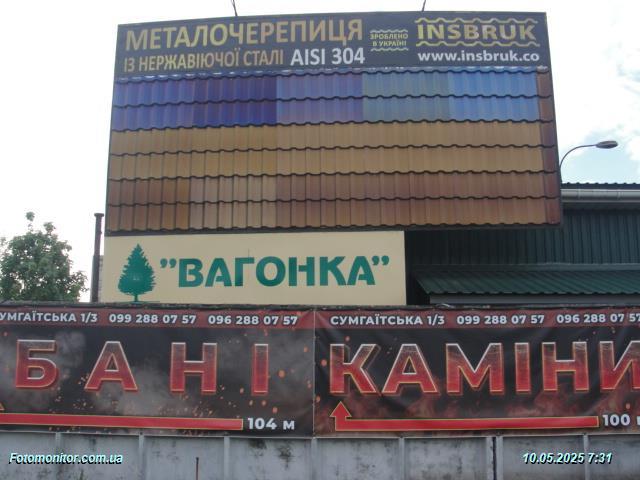 МЕТАЛОЧЕРЕПИЦЯ
ІЗ НЕРЖАВІЮЧОЇ СТАЛІ AISI 304
ЗРОБЛЕНО
В УКРАЇНІ
INSBRUK
www.insbruk.co
"ВАГОНКА"
СУМГАЇТСЬКА 1/3 099 288 07 57 096 288 07 57
БАНІ
104 м
СУМГАЇТСЬКА 1/3 099 288 07 57 096 288 07 57
КАМІНИ
100
Fotomonitor.com.ua
10.05.2025 7:31